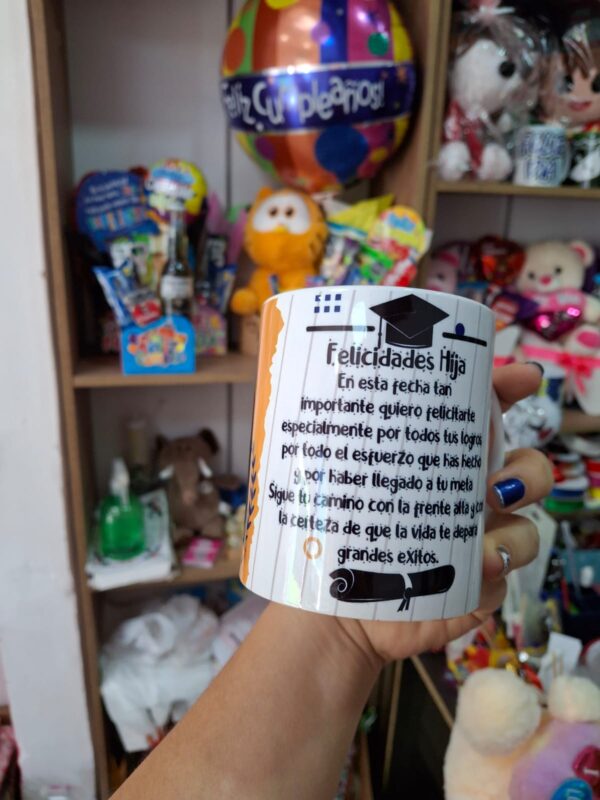 Feliz Cumpleaños!
Felicidades Hija
En esta fecha tan
importante quiero felicitarte
especialmente por todos tus logros
por todo el esfuerzo que has hecho
y por haber llegado a tu meta
Sigue tu camino con la frente alta y con
la certeza de que la vida te depara
grandes exitos.